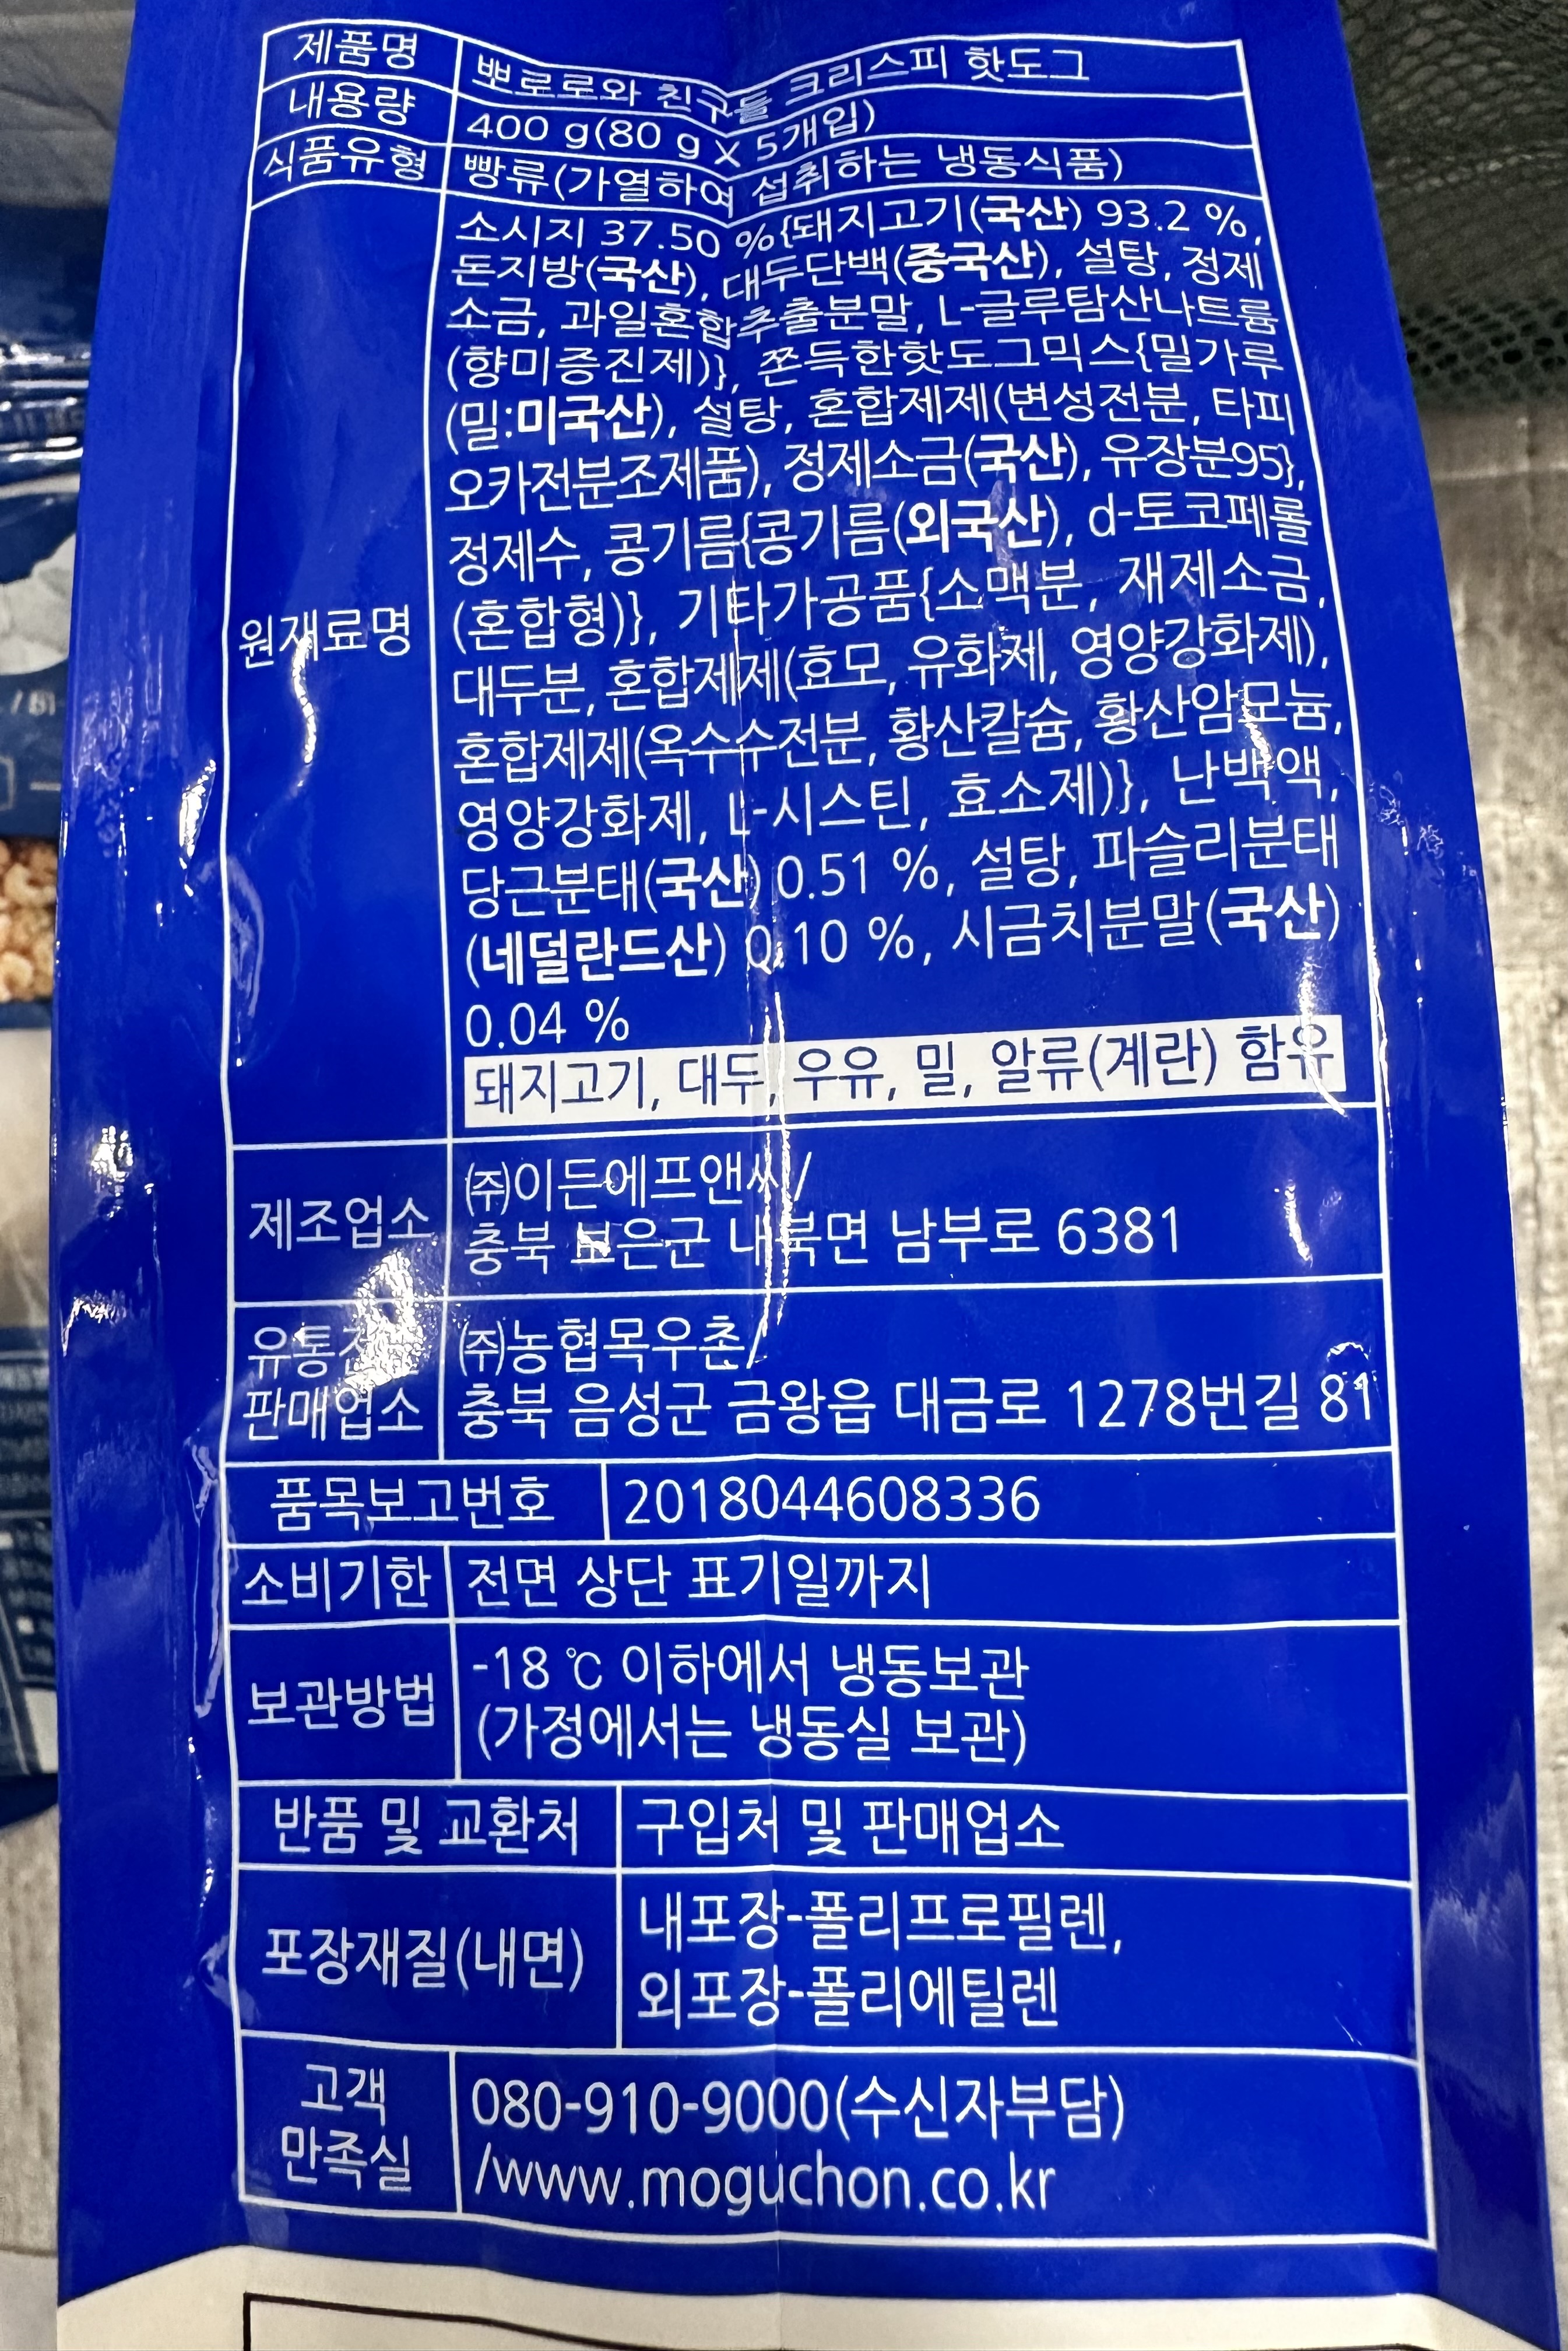 제품명 뽀로로와 친구들 크리스피 핫도그
내용량 400 g(80 g X 5개입)
식품유형 빵류(가열하여 섭취하는 냉동식품)
원재료명
소시지 37.50 %{돼지고기(국산) 93.2 %,
돈지방(국산), 대두단백(중국산), 설탕, 정제
소금, 과일혼합추출분말, L-글루탐산나트륨
(향미증진제)}, 쫀득한핫도그믹스{밀가루
(밀:미국산), 설탕, 혼합제제(변성전분, 타피
오카전분조제품), 정제소금(국산), 유장분95},
정제수, 콩기름{콩기름(외국산), d-토코페롤
(혼합형)}, 기타가공품{소맥분, 재제소금,
대두분, 혼합제제(효모, 유화제, 영양강화제),
혼합제제(옥수수전분, 황산칼슘, 황산암모늄,
영양강화제, L-시스틴, 효소제)}, 난백액,
당근분태(국산) 0.51 %, 설탕, 파슬리분태
(네덜란드산) 0.10 %, 시금치분말(국산)
0.04 %
돼지고기, 대두, 우유, 밀, 알류(계란) 함유
제조업소
㈜이든에프앤씨/
충북 보은군 내북면 남부로 6381
유통전문
판매업소
㈜농협목우촌/
충북 음성군 금왕읍 대금로 1278번길 81
품목보고번호 2018044608336
소비기한 전면 상단 표기일까지
보관방법
-18 ℃ 이하에서 냉동보관
(가정에서는 냉동실 보관)
반품 및 교환처 구입처 및 판매업소
포장재질(내면)
내포장-폴리프로필렌,
외포장-폴리에틸렌
고객
만족실
080-910-9000(수신자부담)
/www.moguchon.co.kr